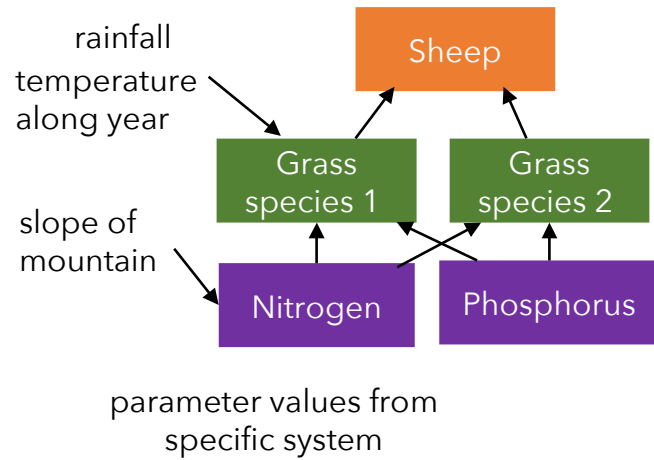 rainfall
temperature
along year
Sheep
Grass
species 1
Grass
species 2
slope of
mountain
Nitrogen
Phosphorus
parameter values from
specific system